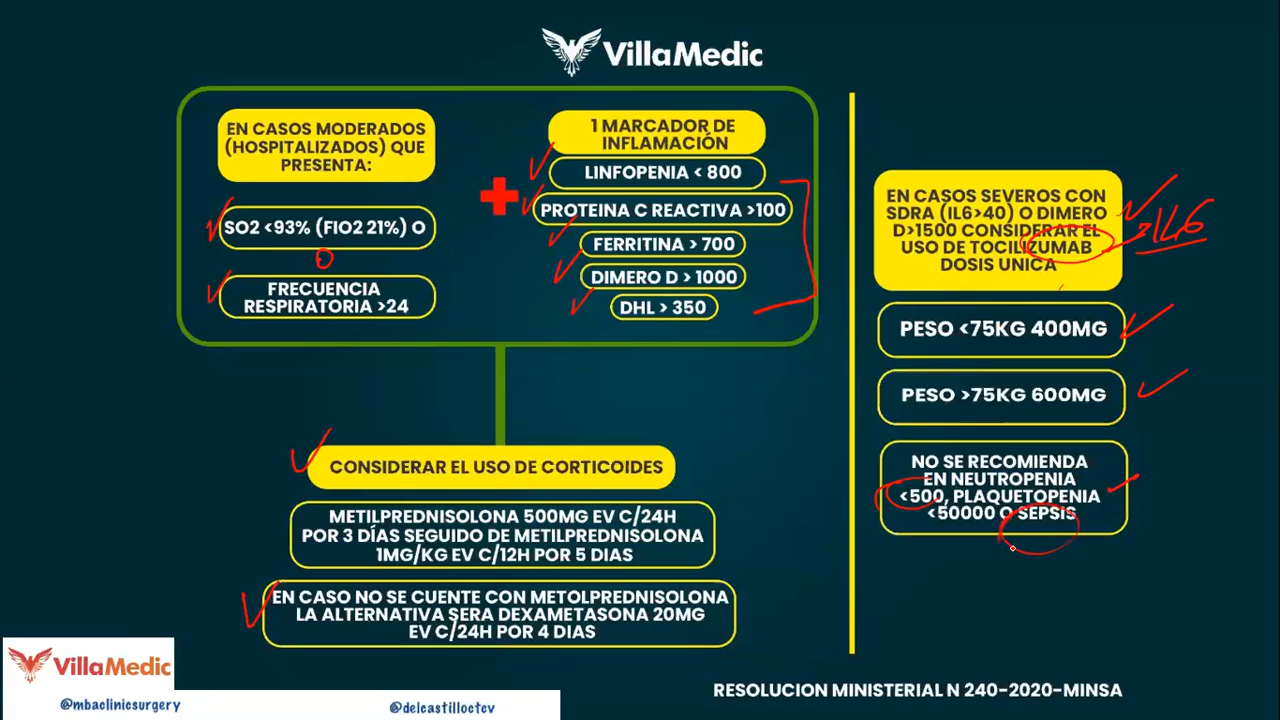 VillaMedic
EN CASOS MODERADOS
(HOSPITALIZADOS) QUE
PRESENTA:
SO2 <93% (FIO2 21%) O
O
FRECUENCIA
RESPIRATORIA >24
1 MARCADOR DE
INFLAMACIÓN
LINFOPENIA < 800
PROTEINA C REACTIVA >100
FERRITINA > 700
DIMERO D > 1000
DHL > 350
CONSIDERAR EL USO DE CORTICOIDES
METILPREDNISOLONA 500MG EV C/24H
POR 3 DÍAS SEGUIDO DE METILPREDNISOLONA
1MG/KG EV C/12H POR 5 DIAS
EN CASO NO SE CUENTE CON METOLPREDNISOLONA
LA ALTERNATIVA SERA DEXAMETASONA 20MG
EV C/24H POR 4 DIAS
EN CASOS SEVEROS CON
SDRA (IL6>40) O DIMERO
D>1500 CONSIDERAR EL
USO DE TOCILIZUMAB
DOSIS UNICA
IL6
PESO <75KG 400MG
PESO >75KG 600MG
NO SE RECOMIENDA
EN NEUTROPENIA
<500, PLAQUETOPENIA
<50000 O SEPSIS
VillaMedic
@mbaclinicsurgery
@delcastilloctcv
RESOLUCION MINISTERIAL N 240-2020-MINSA